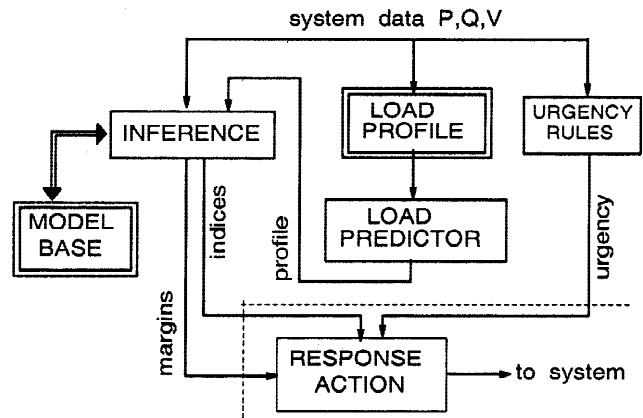 system data P,Q,V
INFERENCE
LOAD
PROFILE
URGENCY
RULES
MODEL
BASE
indices
profile
LOAD
PREDICTOR
urgency
margins
RESPONSE
ACTION
to system